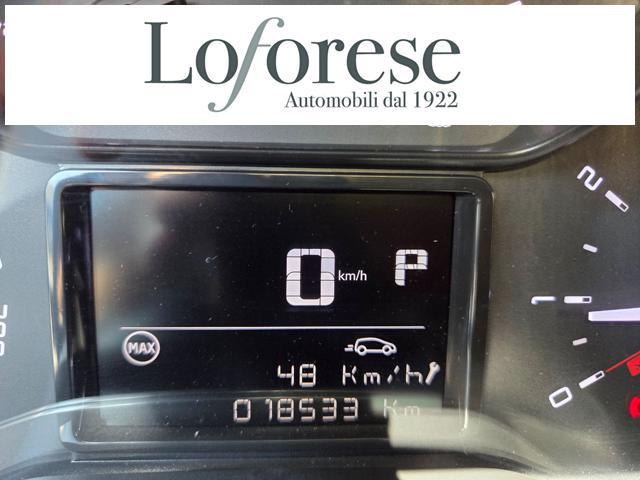 Loforese
Automobili dal 1922
0 km/h P
MAX
48 Km/h
018533 Km
2
1
0